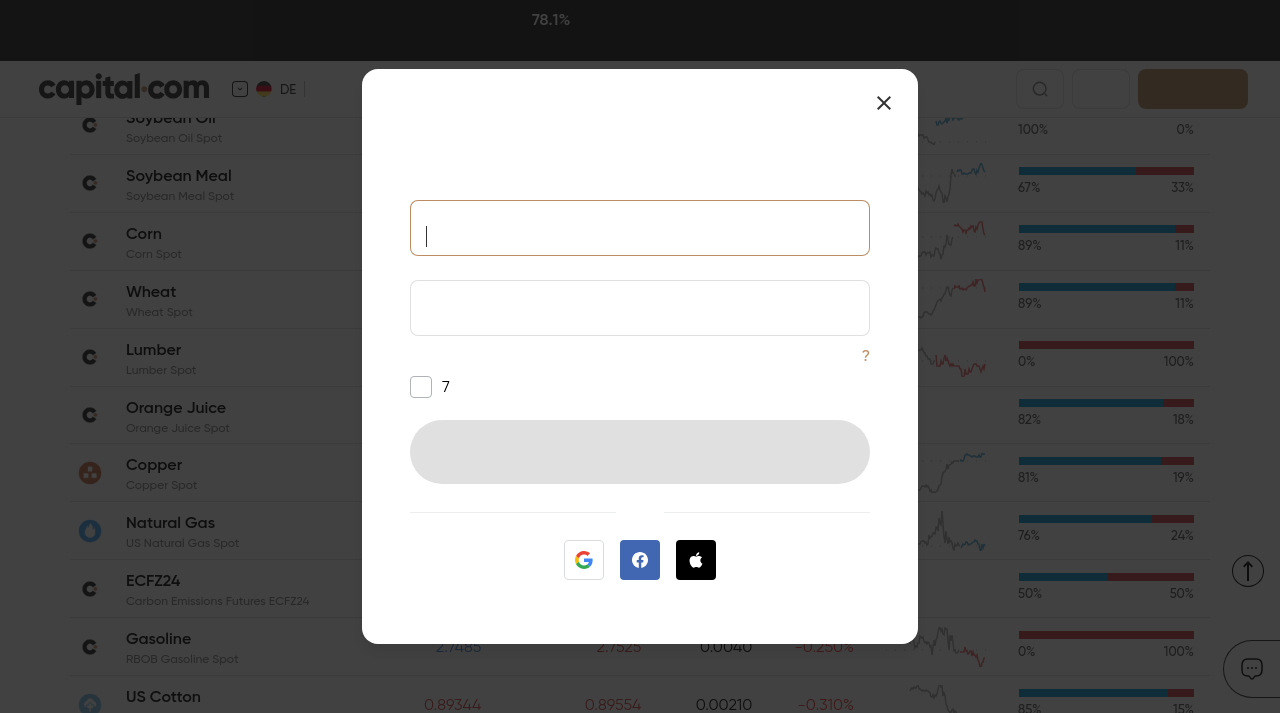 78.1%
capital.com
DE
Soybean Oil
Soybean Oil Spot
100%
0%
Soybean Meal
Soybean Meal Spot
67%
33%
Corn
Corn Spot
89%
11%
Wheat
Wheat Spot
89%
11%
Lumber
Lumber Spot
0%
100%
Orange Juice
Orange Juice Spot
82%
18%
Copper
Copper Spot
81%
19%
Natural Gas
US Natural Gas Spot
76%
24%
ECFZ24
Carbon Emissions Futures ECFZ24
50%
50%
Gasoline
RBOB Gasoline Spot
2.7485
2.7525
0.0040
-0.250%
0%
100%
US Cotton
0.89344
0.89554
0.00210
-0.310%
85%
15%
?
7